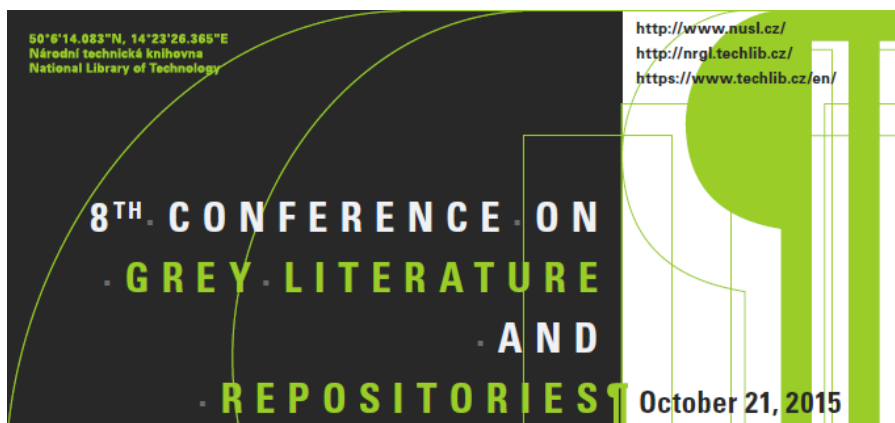 50°6'14.083"N, 14°23'26.365"E
Národní technická knihovna
National Library of Technology
http://www.nusl.cz/
http://nrgl.techlib.cz/
https://www.techlib.cz/en/
8TH·CONFERENCE·ON
·GREY·LITERATURE
·AND
·REPOSITORIES¶
October 21, 2015